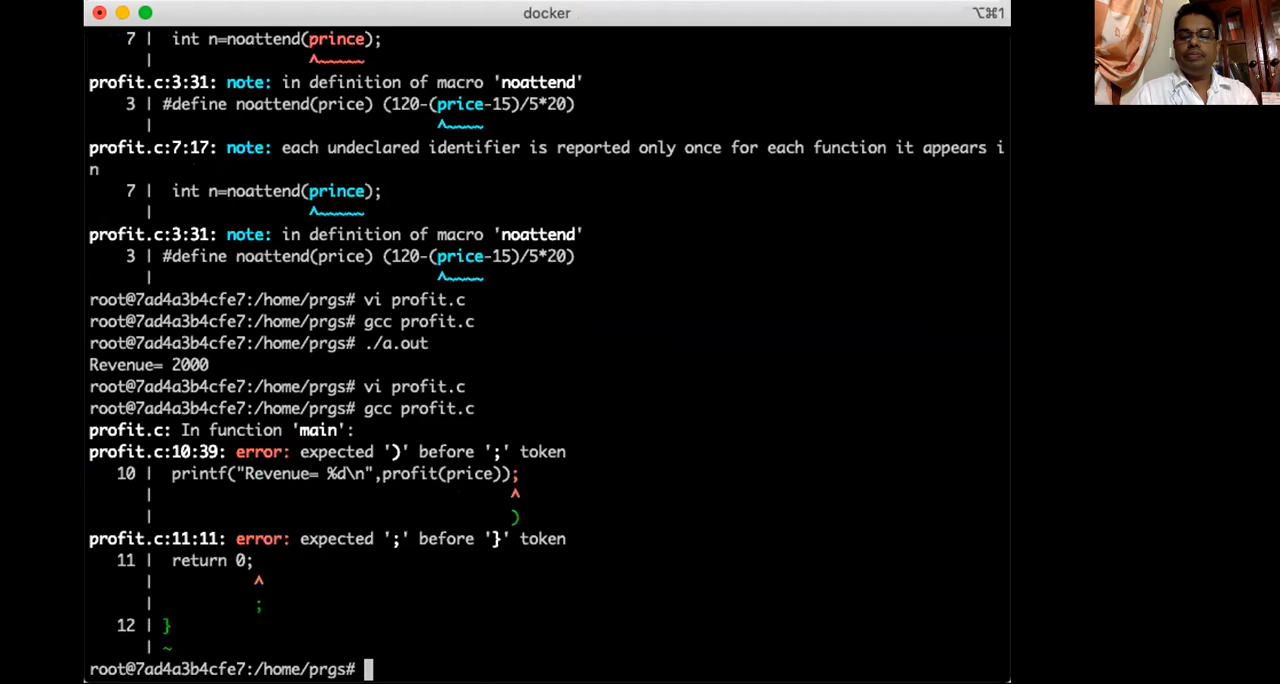 docker
⌥⌘1
7 | int n=noattend(prince);
| ^~~~~~
profit.c:3:31: note: in definition of macro 'noattend'
3 | #define noattend(price) (120-(price-15)/5*20)
| ^~~~~
profit.c:7:17: note: each undeclared identifier is reported only once for each function it appears i
n
7 | int n=noattend(prince);
| ^~~~~~
profit.c:3:31: note: in definition of macro 'noattend'
3 | #define noattend(price) (120-(price-15)/5*20)
| ^~~~~
root@7ad4a3b4cfe7:/home/prgs# vi profit.c
root@7ad4a3b4cfe7:/home/prgs# gcc profit.c
root@7ad4a3b4cfe7:/home/prgs# ./a.out
Revenue= 2000
root@7ad4a3b4cfe7:/home/prgs# vi profit.c
root@7ad4a3b4cfe7:/home/prgs# gcc profit.c
profit.c: In function 'main':
profit.c:10:39: error: expected ')' before ';' token
10 | printf("Revenue= %d\n",profit(price));
| ^
| )
profit.c:11:11: error: expected ';' before '}' token
11 | return 0;
| ^
| ;
12 | }
| ~
root@7ad4a3b4cfe7:/home/prgs#